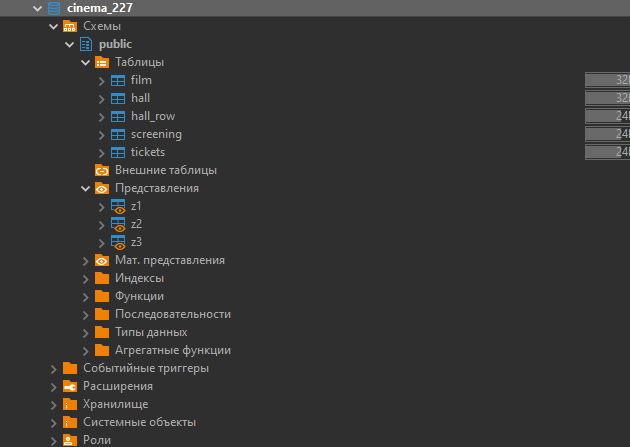 cinema_227
Схемы
public
Таблицы
film
hall
hall_row
screening
tickets
Внешние таблицы
Представления
z1
z2
z3
Мат. представления
Индексы
Функции
Последовательности
Типы данных
Агрегатные функции
Событийные триггеры
Расширения
Хранилище
Системные объекты
Роли